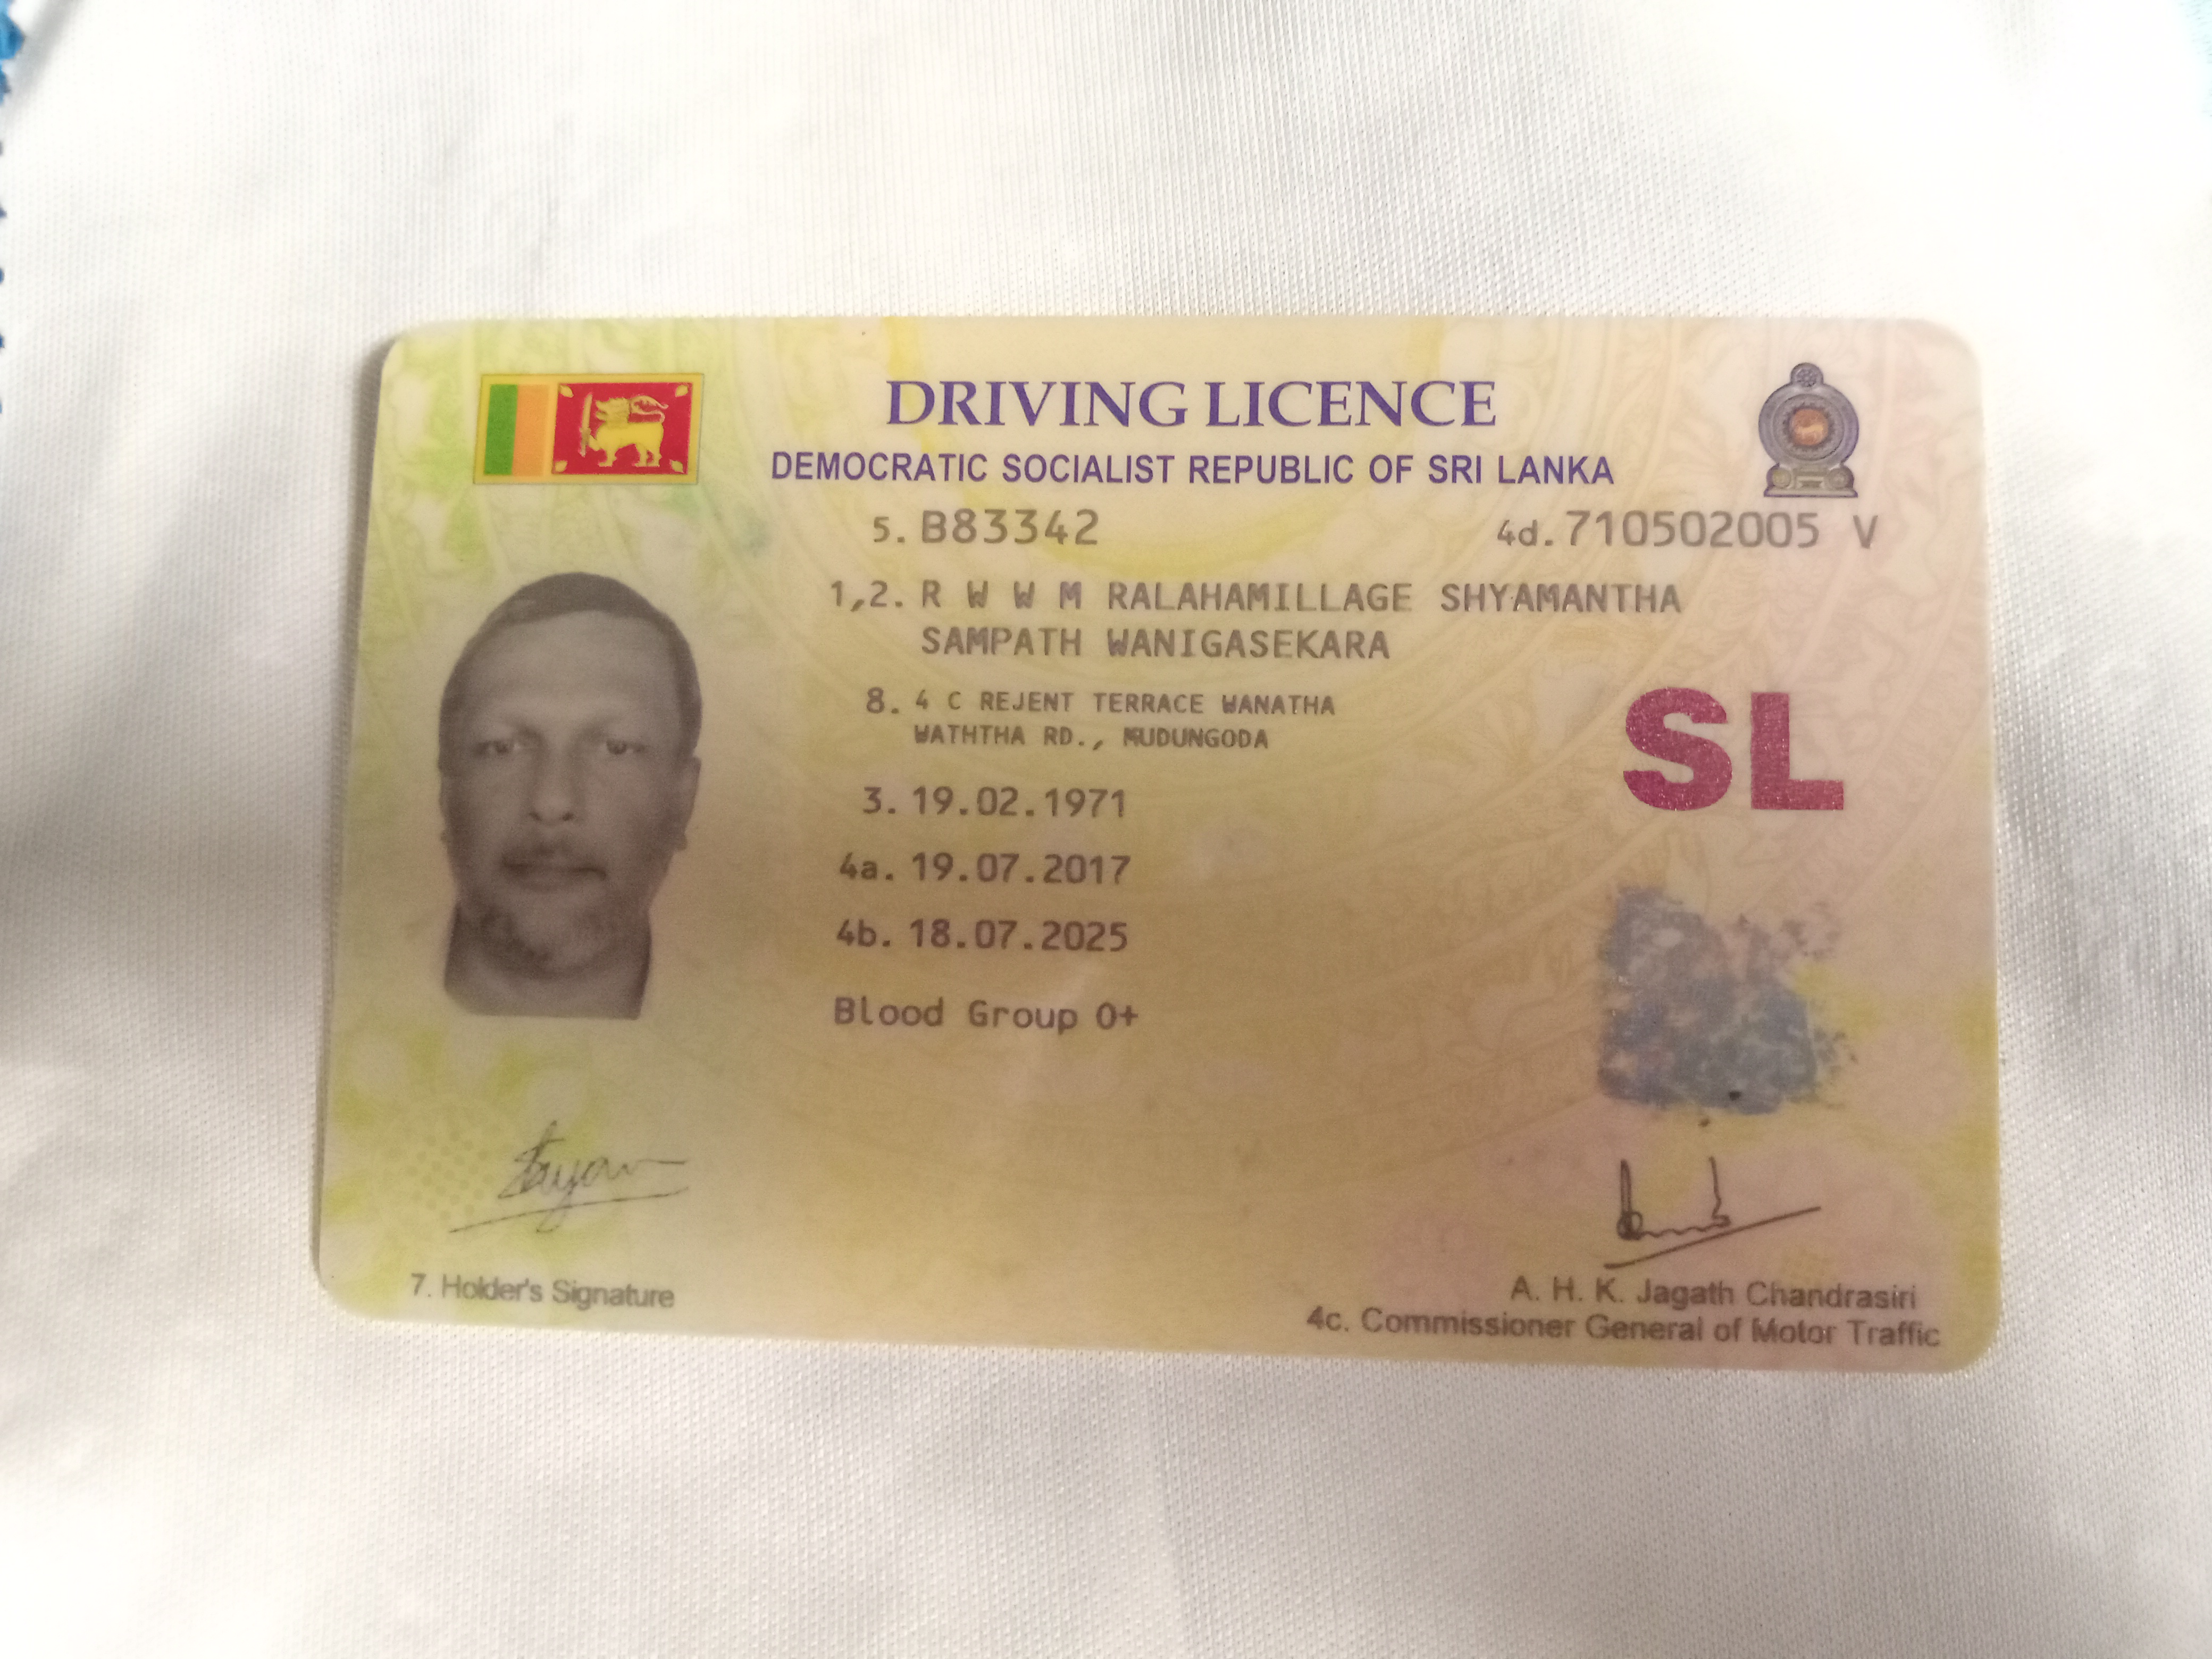 DRIVING LICENCE
DEMOCRATIC SOCIALIST REPUBLIC OF SRI LANKA
5. B83342 4d. 710502005 V
1,2. R W W M RALAHAMILLAGE SHYAMANTHA
SAMPATH WANIGASEKARA
8. 4 C REJENT TERRACE WANATHA
WATHTHA RD., MUDUNGODA
SL
3. 19.02.1971
4a. 19.07.2017
4b. 18.07.2025
Blood Group O+
7. Holder's Signature
A. H. K. Jagath Chandrasiri
4c. Commissioner General of Motor Traffic